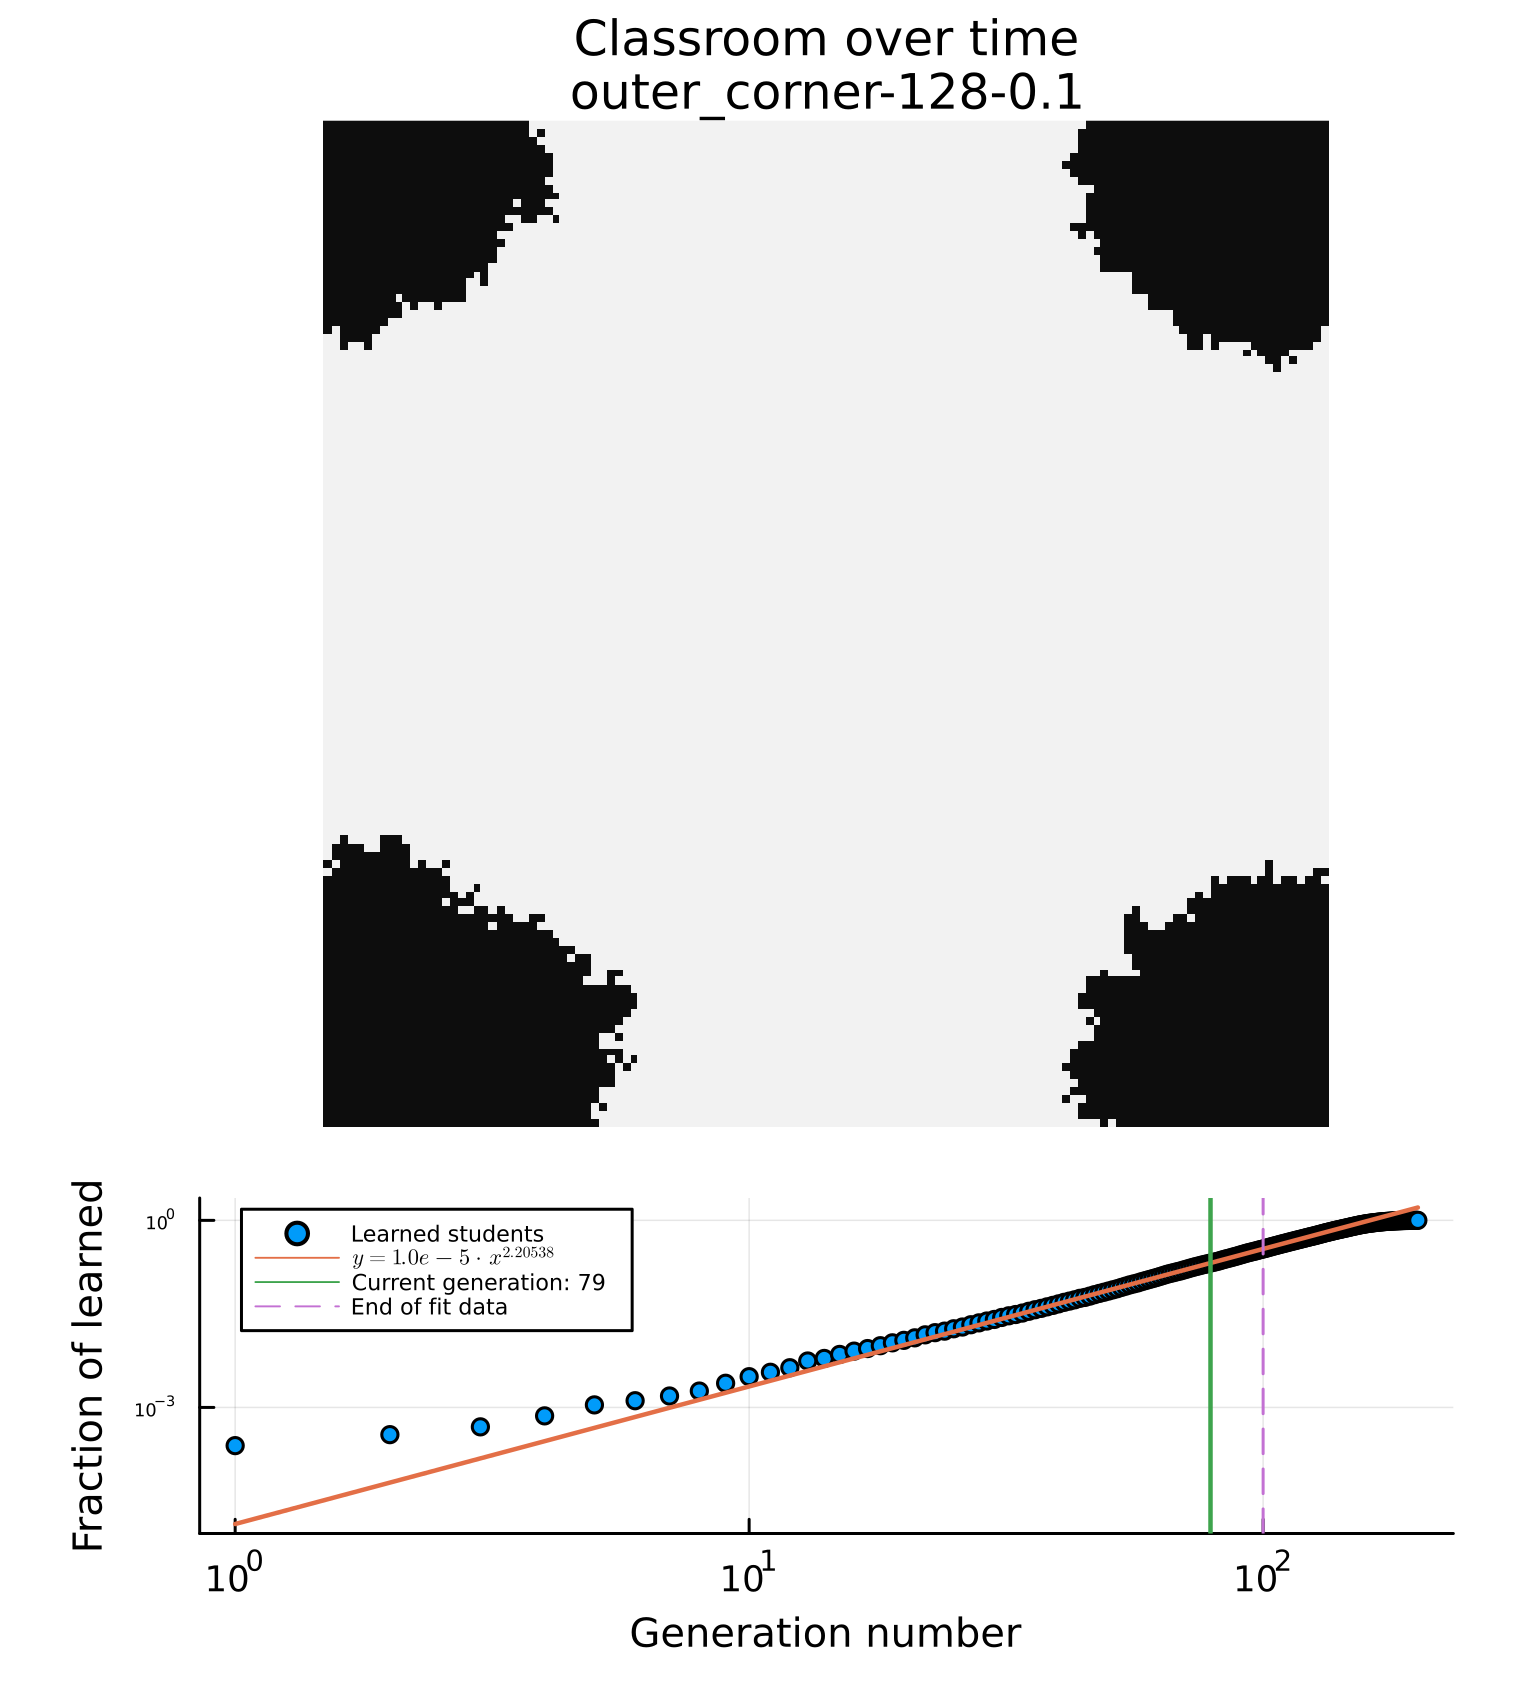 Classroom over time
outer_corner-128-0.1
Fraction of learned
10^0
10^-3
Learned students
y = 1.0e − 5 · x^2.20538
Current generation: 79
End of fit data
10^0
10^1
10^2
Generation number